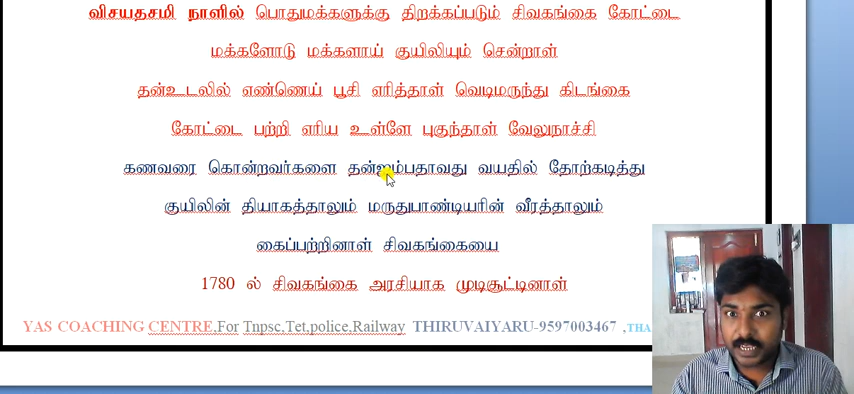 விசயதசமி நாளில் பொதுமக்களுக்கு திறக்கப்படும் சிவகங்கை கோட்டை
மக்களோடு மக்களாய் குயிலியும் சென்றாள்
தன்உடலில் எண்ணெய் பூசி எரித்தாள் வெடிமருந்து கிடங்கை
கோட்டை பற்றி எரிய உள்ளே புகுந்தாள் வேலுநாச்சி
கணவரை கொன்றவர்களை தன்ஐம்பதாவது வயதில் தோற்கடித்து
குயிலின் தியாகத்தாலும் மருதுபாண்டியரின் வீரத்தாலும்
கைப்பற்றினாள் சிவகங்கையை
1780 ல் சிவகங்கை அரசியாக முடிசூட்டினாள்
YAS COACHING CENTRE,For Tnpsc,Tet,police,Railway THIRUVAIYARU-9597003467 ,THA